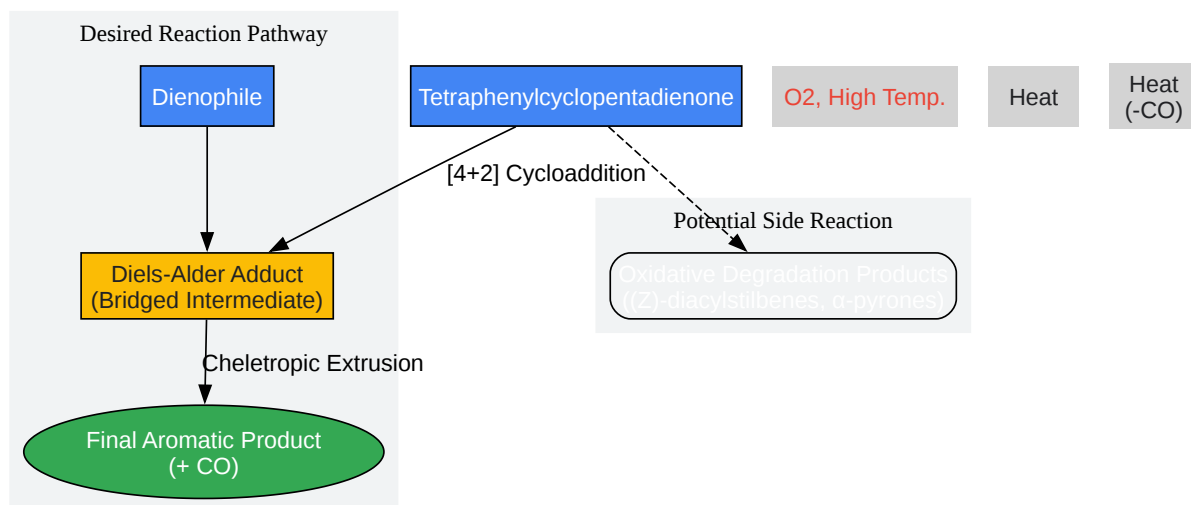 Desired Reaction Pathway
Dienophile
Tetraphenylcyclopentadienone
O2, High Temp.
Heat
Heat
(-CO)
[4+2] Cycloaddition
Potential Side Reaction
Diels-Alder Adduct
(Bridged Intermediate)
Oxidative Degradation Products
((Z)-diacylstilbenes, α-pyrones)
Cheletropic Extrusion
Final Aromatic Product
(+ CO)